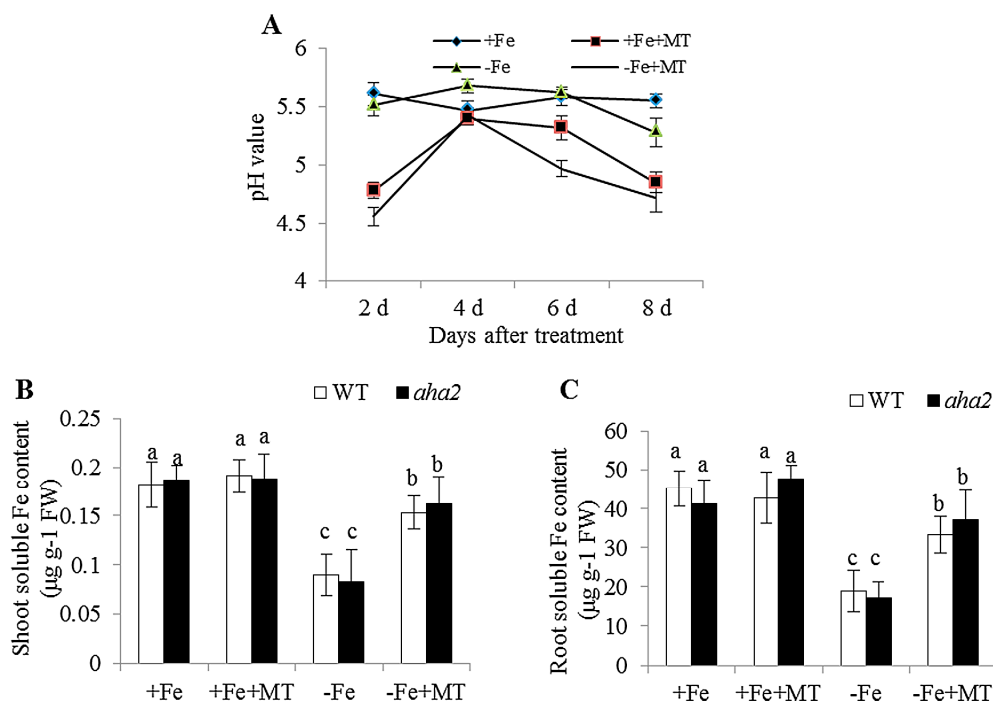 A
+Fe
+Fe+MT
-Fe
-Fe+MT
6
5.5
5
4.5
4
pH value
2 d 4 d 6 d 8 d
Days after treatment
B
WT aha2
0.25
0.2
0.15
0.1
0.05
0
Shoot soluble Fe content
(μg g-1 FW)
a a a a c c b b
+Fe +Fe+MT -Fe -Fe+MT
C
WT aha2
60
50
40
30
20
10
0
Root soluble Fe content
(μg g-1 FW)
a a a a c c b b
+Fe +Fe+MT -Fe -Fe+MT